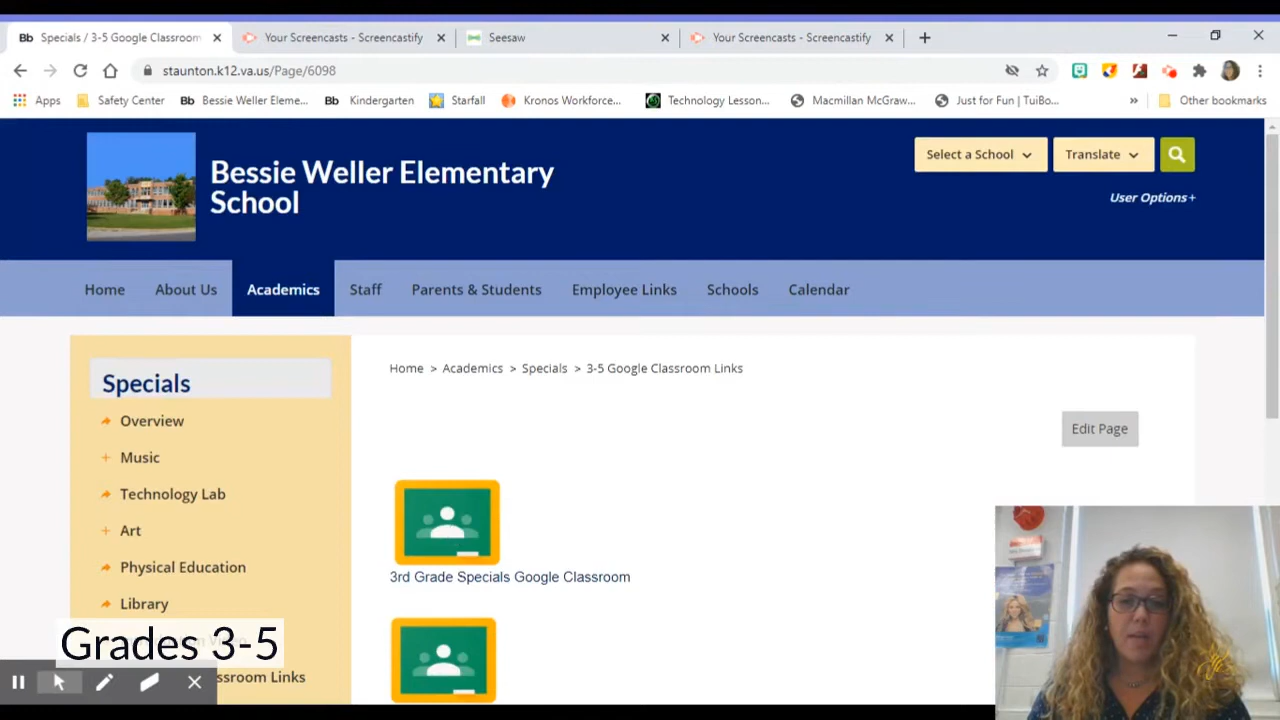 Bb Specials / 3-5 Google Classroom
Your Screencasts - Screencastify
Seesaw
Your Screencasts - Screencastify
staunton.k12.va.us/Page/6098
Apps
Safety Center
Bb Bessie Weller Eleme...
Bb Kindergarten
Starfall
Kronos Workforce...
Technology Lesson...
Macmillan McGraw...
Just for Fun | TuiBo...
Other bookmarks
Bessie Weller Elementary
School
Select a School
Translate
User Options+
Home
About Us
Academics
Staff
Parents & Students
Employee Links
Schools
Calendar
Specials
Overview
Music
Technology Lab
Art
Physical Education
Library
Home > Academics > Specials > 3-5 Google Classroom Links
Edit Page
3rd Grade Specials Google Classroom
Grades 3-5
ssroom Links